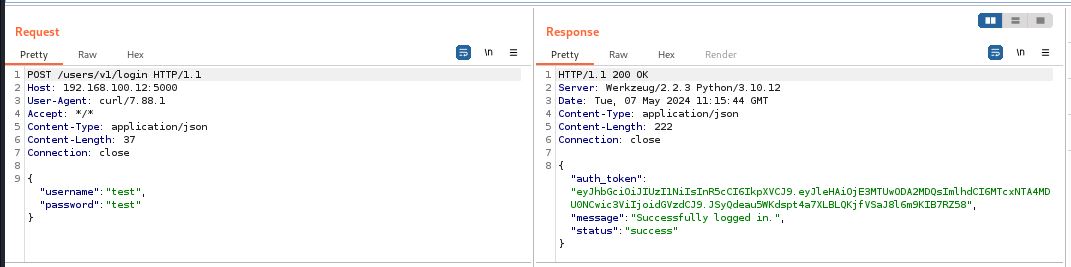 Request
Pretty Raw Hex
\n
1 POST /users/v1/login HTTP/1.1
2 Host: 192.168.100.12:5000
3 User-Agent: curl/7.88.1
4 Accept: */*
5 Content-Type: application/json
6 Content-Length: 37
7 Connection: close
8
9 {
"username":"test",
"password":"test"
}
Response
Pretty Raw Hex Render
\n
1 HTTP/1.1 200 OK
2 Server: Werkzeug/2.2.3 Python/3.10.12
3 Date: Tue, 07 May 2024 11:15:44 GMT
4 Content-Type: application/json
5 Content-Length: 222
6 Connection: close
7
8 {
"auth_token":
"eyJhbGciOiJIUzI1NiIsInR5cCI6IkpXVCJ9.eyJleHAiOjE3MTUwODA2MDQsImlhdCI6MTcxNTA4MD
U0NCwic3ViIjoidGVzdCJ9.JSyQdeau5WKdspt4a7XLBLQKjfVSaJ8l6m9KIB7RZ58",
"message":"Successfully logged in.",
"status":"success"
}